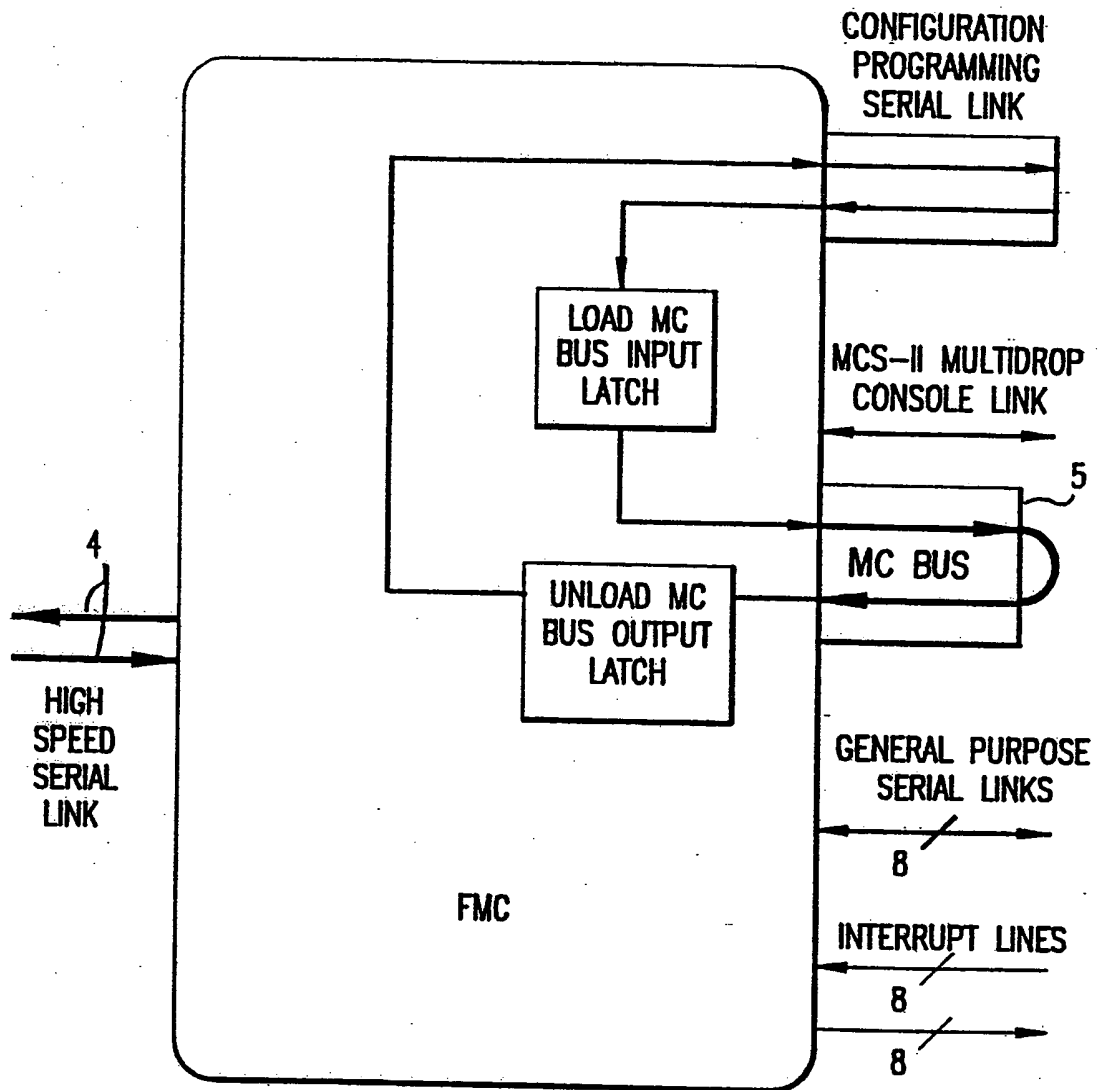 CONFIGURATION
PROGRAMMING
SERIAL LINK
LOAD MC
BUS INPUT
LATCH
MCS-II MULTIDROP
CONSOLE LINK
5
MC BUS
UNLOAD MC
BUS OUTPUT
LATCH
4
HIGH
SPEED
SERIAL
LINK
GENERAL PURPOSE
SERIAL LINKS
8
FMC
INTERRUPT LINES
8
8